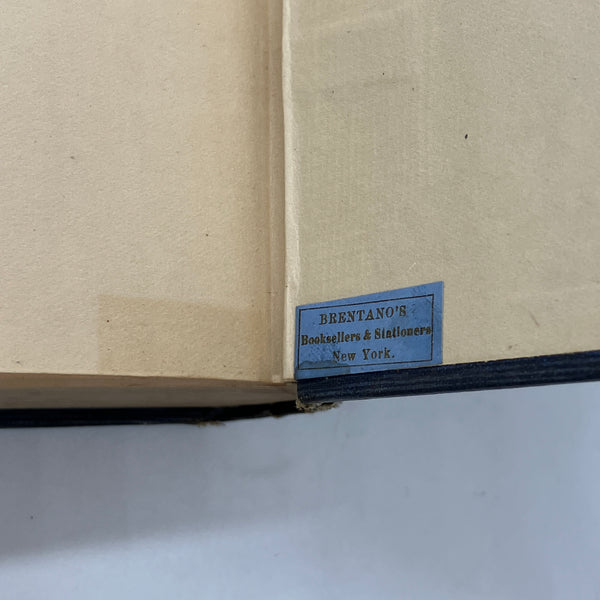 BRENTANO'S
Booksellers & Stationers
New York.